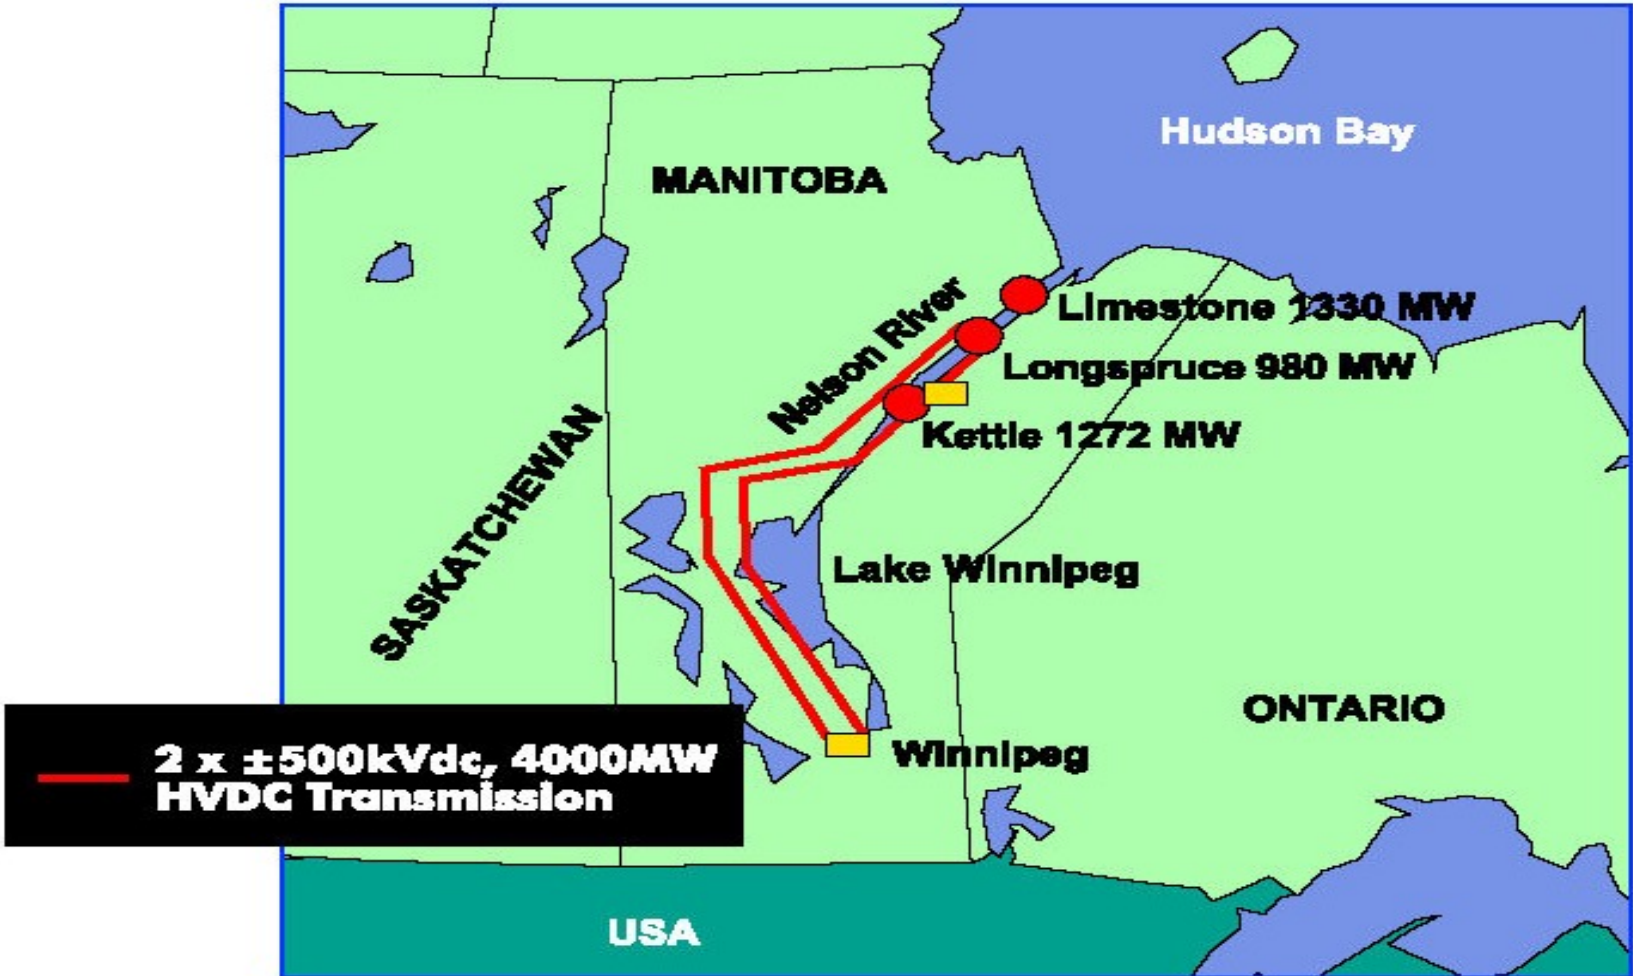 Hudson Bay
MANITOBA
Nelson River
Limestone 1330 MW
Longspruce 980 MW
Kettle 1272 MW
SASKATCHEWAN
Lake Winnipeg
ONTARIO
Winnipeg
2 x ±500kVdc, 4000MW
HVDC Transmission
USA